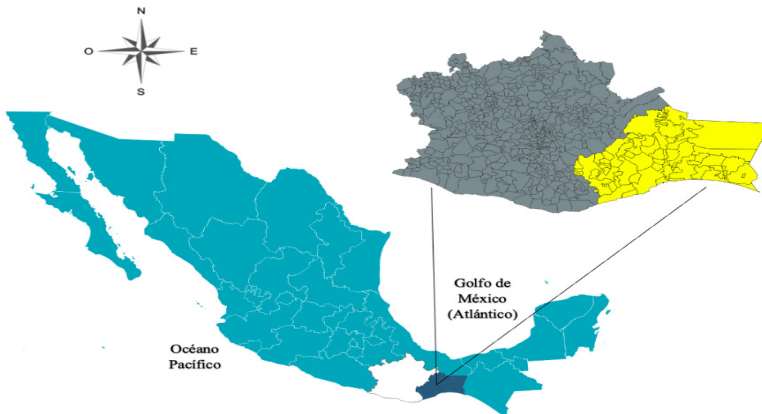 N
O
E
S
Golfo de
México
(Atlántico)
Océano
Pacífico